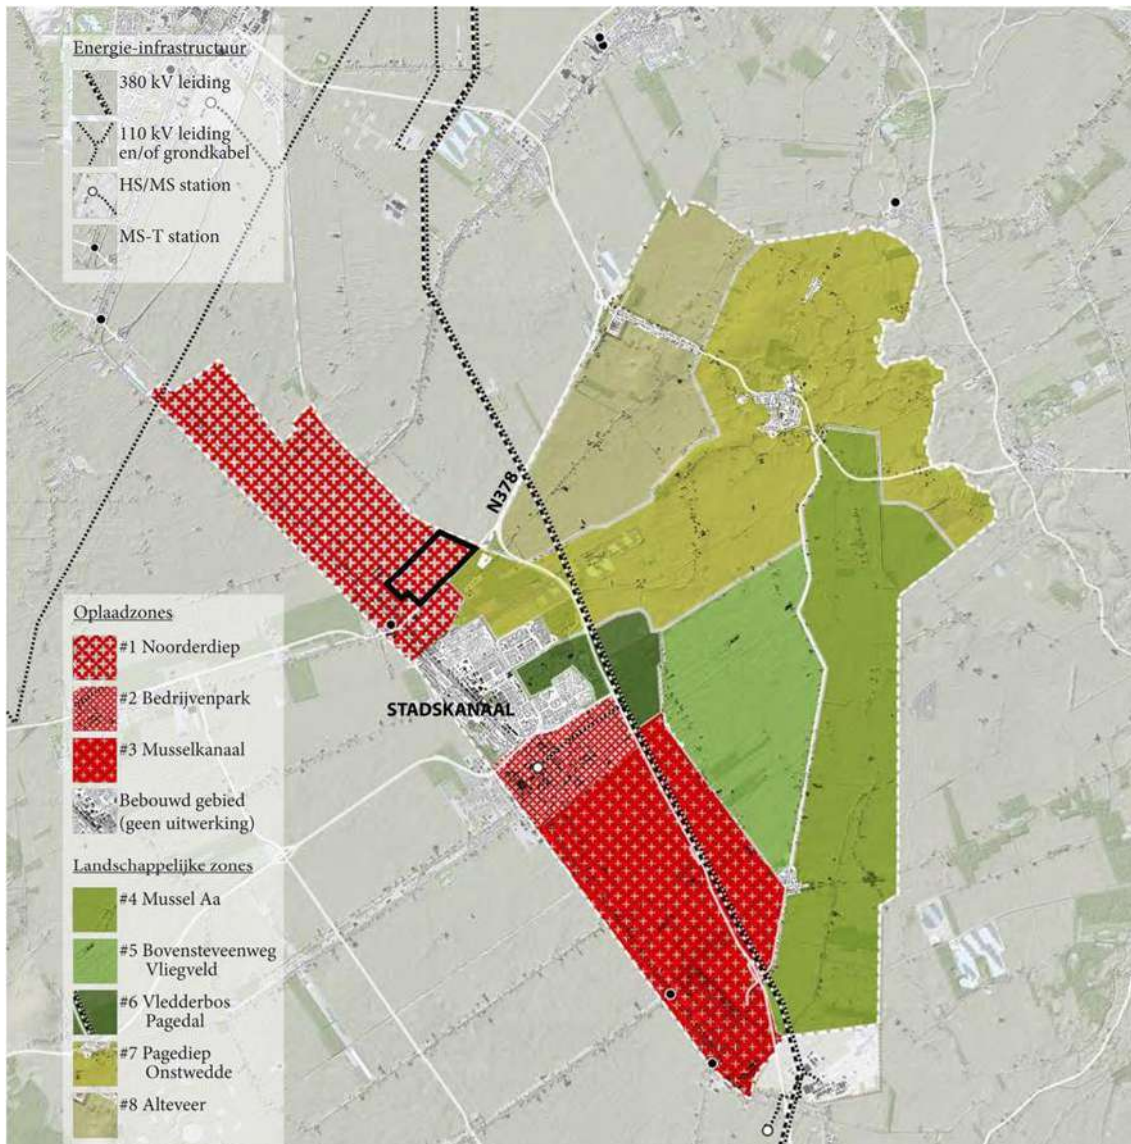 Energie-infrastructuur
380 kV leiding
110 kV leiding
en/of grondkabel
HS/MS station
MS-T station
N378
STADSKANAAL
Oplaadzones
#1 Noorderdiep
#2 Bedrijvenpark
#3 Musselkanaal
Bebouwd gebied
(geen uitwerking)
Landschappelijke zones
#4 Mussel Aa
#5 Bovensteveenweg
Vliegveld
#6 Vledderbos
Pagedal
#7 Pagediep
Onstwedde
#8 Alteveer